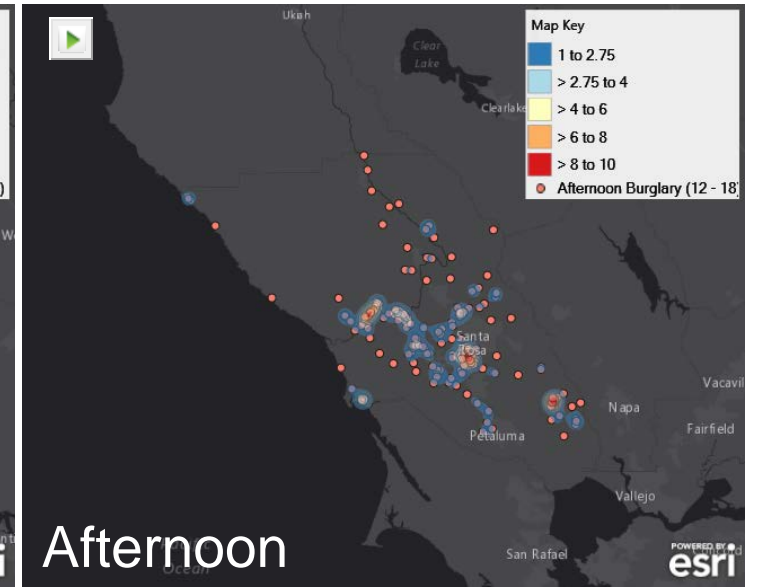 Ukiah
Clear
Lake
Clearlake
Map Key
1 to 2.75
> 2.75 to 4
> 4 to 6
> 6 to 8
> 8 to 10
Afternoon Burglary (12 - 18)
)
We
Santa
Rosa
Vacavil
Napa
Fairfield
Petaluma
Vallejo
San Rafael
Afternoon
Ocean
POWERED BY
esri